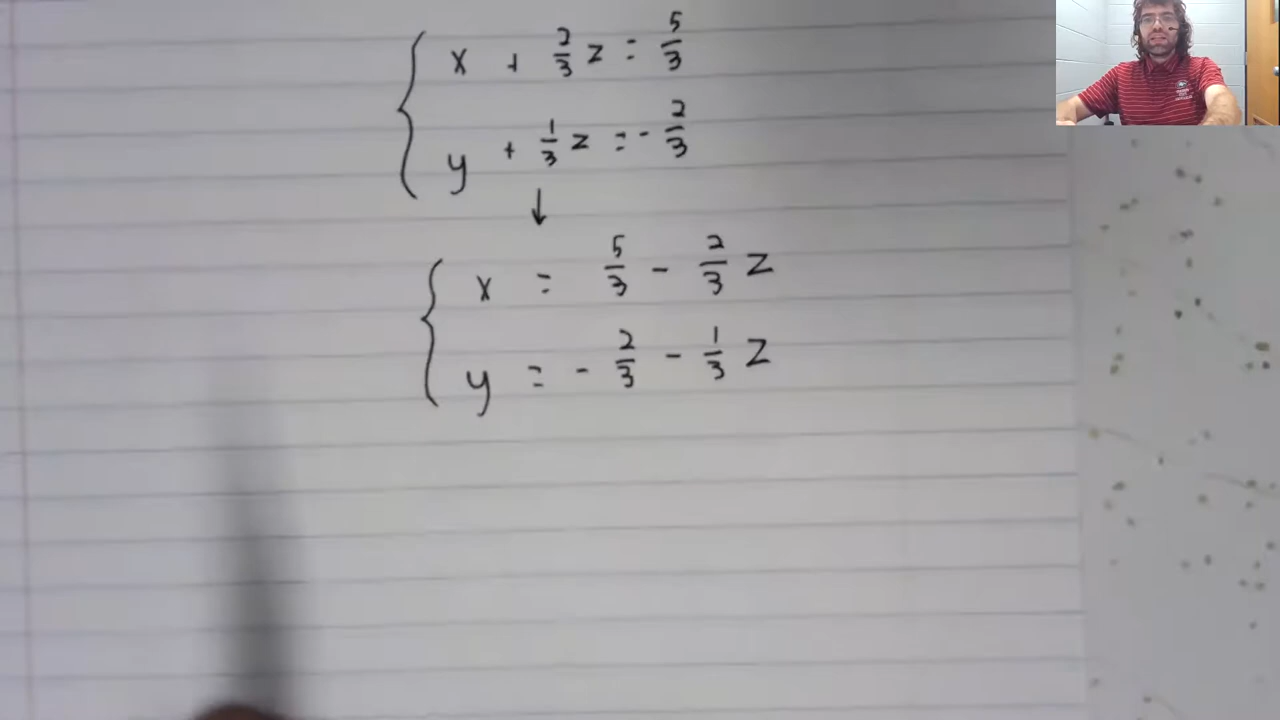 x + 2/3 z = 5/3
y + 1/3 z = - 2/3
↓
x = 5/3 - 2/3 z
y = - 2/3 - 1/3 z